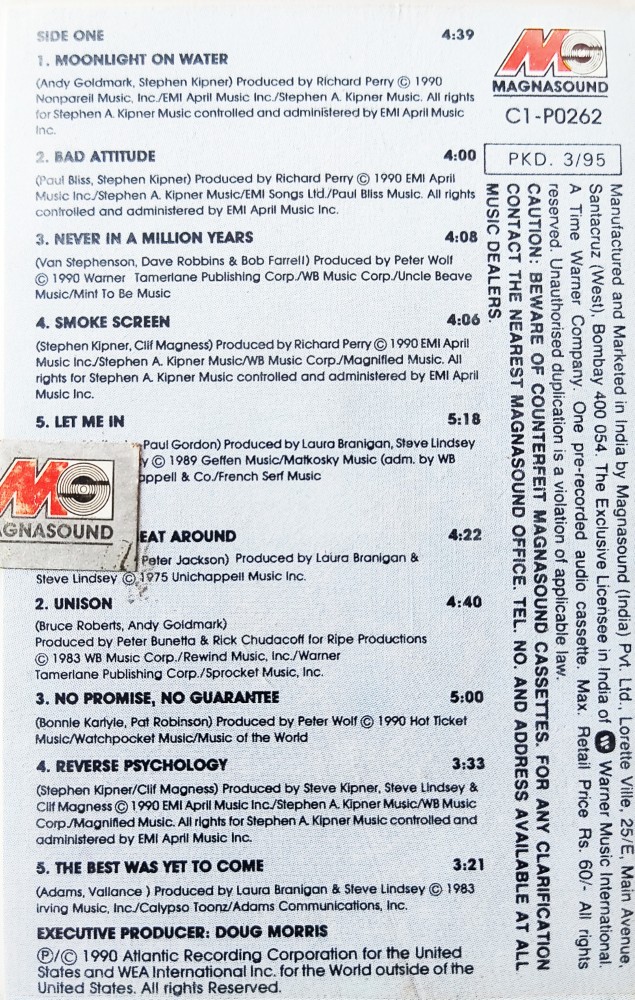 SIDE ONE 4:39
1. MOONLIGHT ON WATER
(Andy Goldmark, Stephen Kipner) Produced by Richard Perry © 1990
Nonpareil Music, Inc./EMI April Music Inc./Stephen A. Kipner Music. All rights
for Stephen A. Kipner Music controlled and administered by EMI April Music
Inc.
2. BAD ATTITUDE 4:00
(Paul Bliss, Stephen Kipner) Produced by Richard Perry © 1990 EMI April
Music Inc./Stephen A. Kipner Music/EMI Songs Ltd./Paul Bliss Music. All rights
controlled and administered by EMI April Music Inc.
3. NEVER IN A MILLION YEARS 4:08
(Van Stephenson, Dave Robbins & Bob Farrell) Produced by Peter Wolf
© 1990 Warner Tamerlane Publishing Corp./WB Music Corp./Uncle Beave
Music/Mint To Be Music
4. SMOKE SCREEN 4:06
(Stephen Kipner, Clif Magness) Produced by Richard Perry © 1990 EMI April
Music Inc./Stephen A. Kipner Music/WB Music Corp./Magnified Music. All
rights for Stephen A. Kipner Music controlled and administered by EMI April
Music Inc.
5. LET ME IN 5:18
Paul Gordon) Produced by Laura Branigan, Steve Lindsey
y © 1989 Geffen Music/Matkosky Music (adm. by WB
appell & Co./French Serf Music
EAT AROUND 4:22
Peter Jackson) Produced by Laura Branigan &
Steve Lindsey © 1975 Unichappell Music Inc.
2. UNISON 4:40
(Bruce Roberts, Andy Goldmark)
Produced by Peter Bunetta & Rick Chudacoff for Ripe Productions
© 1983 WB Music Corp./Rewind Music, Inc./Warner
Tamerlane Publishing Corp./Sprocket Music, Inc.
3. NO PROMISE, NO GUARANTEE 5:00
(Bonnie Karlyle, Pat Robinson) Produced by Peter Wolf © 1990 Hot Ticket
Music/Watchpocket Music/Music of the World
4. REVERSE PSYCHOLOGY 3:33
(Stephen Kipner/Clif Magness) Produced by Steve Kipner, Steve Lindsey &
Clif Magness © 1990 EMI April Music Inc./Stephen A. Kipner Music/WB Music
Corp./Magnified Music. All rights for Stephen A. Kipner Music controlled and
administered by EMI April Music Inc.
5. THE BEST WAS YET TO COME 3:21
(Adams, Vallance ) Produced by Laura Branigan & Steve Lindsey © 1983
Irving Music, Inc./Calypso Toonz/Adams Communications, Inc.
EXECUTIVE PRODUCER: DOUG MORRIS
℗/© 1990 Atlantic Recording Corporation for the United
States and WEA International Inc. for the World outside of the
United States. All Rights Reserved.
MAGNASOUND
C1-P0262
PKD. 3/95
Manufactured and Marketed in India by Magnasound (India) Pvt. Ltd., Lorette Ville, 25/E, Main Avenue,
Santacruz (West), Bombay 400 054. The Exclusive Licensee in India of Warner Music International.
A Time Warner Company. One pre-recorded audio cassette. Max. Retail Price Rs. 60/- All rights
reserved. Unauthorised duplication is a violation of applicable law.
CAUTION: BEWARE OF COUNTERFEIT MAGNASOUND CASSETTES. FOR ANY CLARIFICATION
CONTACT THE NEAREST MAGNASOUND OFFICE. TEL. NO. AND ADDRESS AVAILABLE AT ALL
MUSIC DEALERS.
AGNASOUND